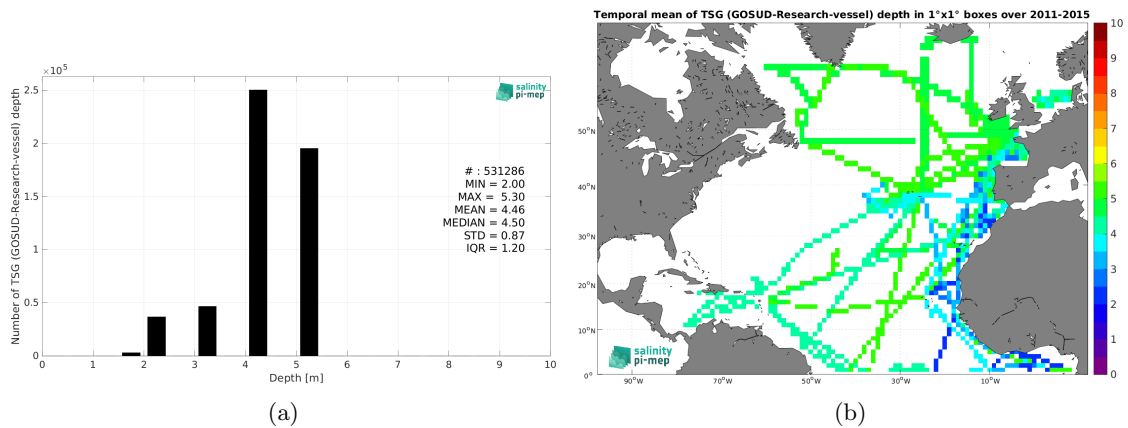 ×10⁵
2.5
2
1.5
1
0.5
0
0 1 2 3 4 5 6 7 8 9 10
Depth [m]
Number of TSG (GOSUD-Research-vessel) depth
salinity
pi-mep
# : 531286
MIN = 2.00
MAX = 5.30
MEAN = 4.46
MEDIAN = 4.50
STD = 0.87
IQR = 1.20
(a)
Temporal mean of TSG (GOSUD-Research-vessel) depth in 1°x1° boxes over 2011-2015
50°N
40°N
30°N
20°N
10°N
0°
90°W 70°W 50°W 30°W 10°W
salinity
pi-mep
10
9
8
7
6
5
4
3
2
1
0
(b)